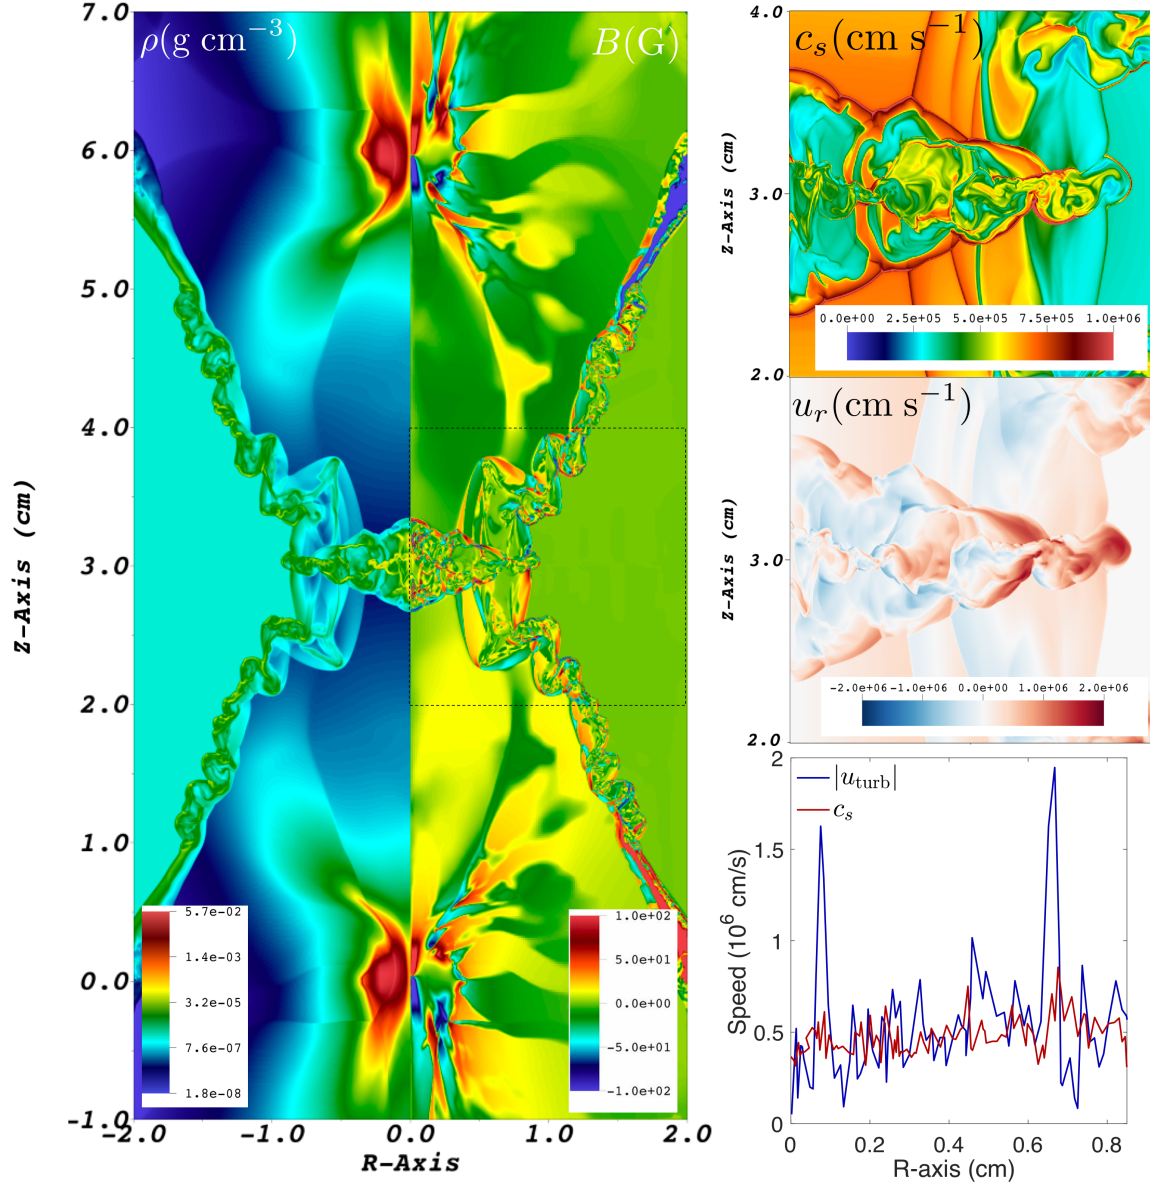 ρ(g cm⁻³)
B(G)
7.0
6.0
5.0
4.0
3.0
2.0
1.0
0.0
-1.0
Z-Axis (cm)
-2.0
-1.0
0.0
1.0
2.0
R-Axis
5.7e-02
1.4e-03
3.2e-05
7.6e-07
1.8e-08
1.0e+02
5.0e+01
0.0e+00
-5.0e+01
-1.0e+02
c_s(cm s⁻¹)
4.0
3.0
2.0
Z-Axis (cm)
0.0e+00 2.5e+05 5.0e+05 7.5e+05 1.0e+06
u_r(cm s⁻¹)
3.0
2.0
Z-Axis (cm)
-2.0e+06 -1.0e+06 0.0e+00 1.0e+06 2.0e+06
|u_turb|
c_s
2
1.5
1
0.5
0
Speed (10⁶ cm/s)
0 0.2 0.4 0.6 0.8
R-axis (cm)